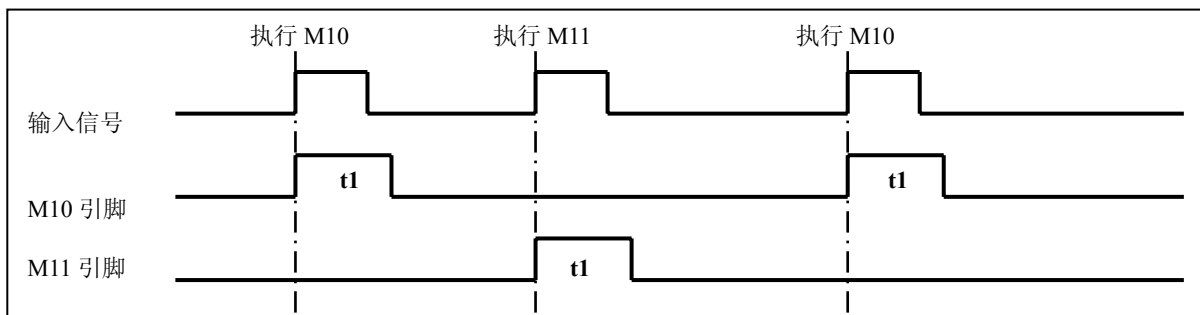 执行 M10 执行 M11 执行 M10
输入信号
t1 t1
M10 引脚
t1
M11 引脚